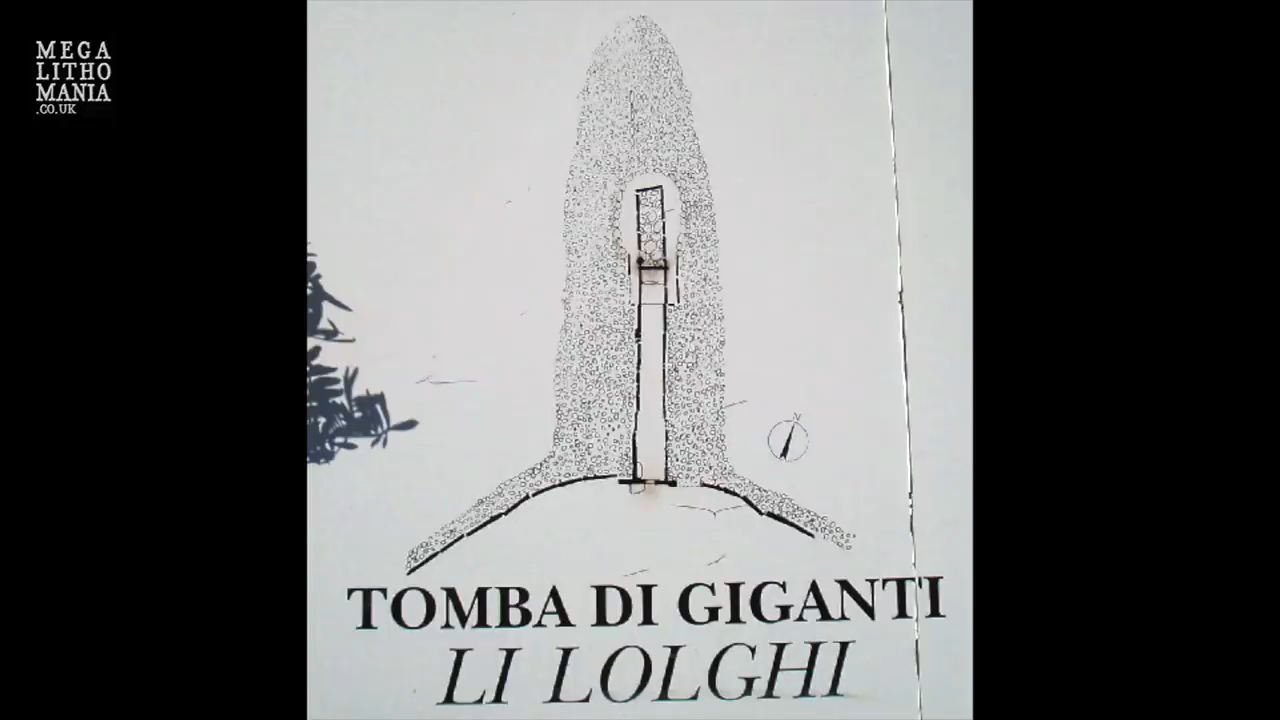 MEGA
LITHO
MANIA
.CO.UK
N
TOMBA DI GIGANTI
LI LOLGHI